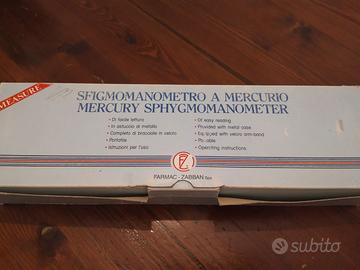 MEASURE
SFIGMOMANOMETRO A MERCURIO
MERCURY SPHYGMOMANOMETER
• Di facile lettura
• In astuccio di metallo
• Completo di bracciale in velcro
• Portatile
• Istruzioni per l'uso
• Of easy reading
• Provided with metal case
• Equipped with velcro arm-band
• Portable
• Operating instructions
CFZ
FARMAC-ZABBAN Spa
subito